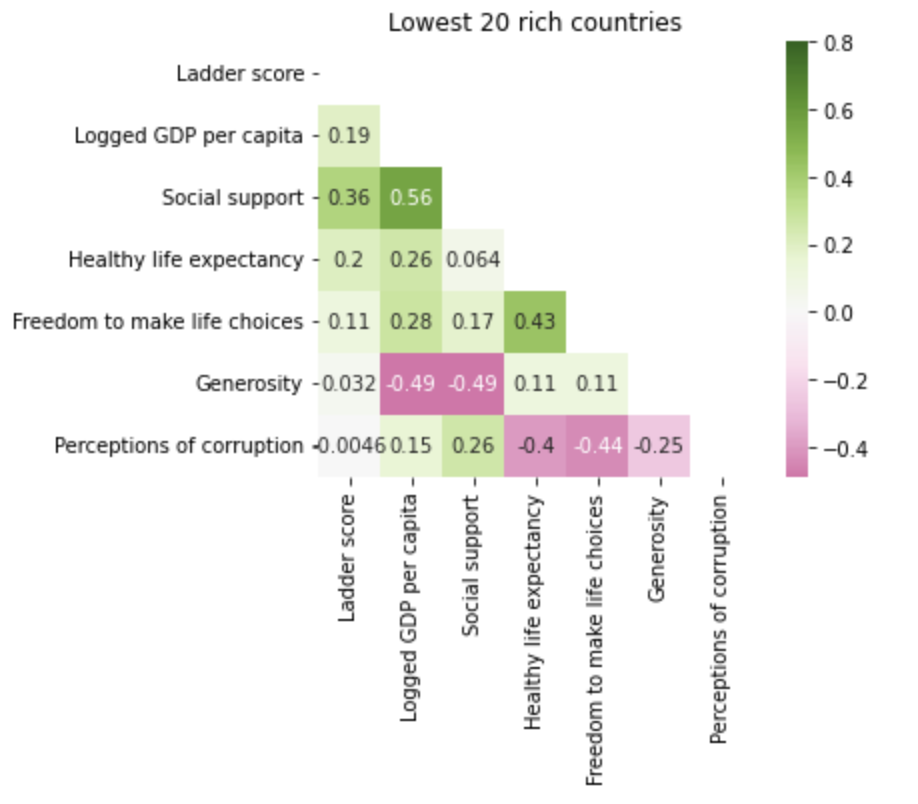 Lowest 20 rich countries
Ladder score
Logged GDP per capita 0.19
Social support 0.36 0.56
Healthy life expectancy 0.2 0.26 0.064
Freedom to make life choices 0.11 0.28 0.17 0.43
Generosity 0.032 -0.49 -0.49 0.11 0.11
Perceptions of corruption -0.0046 0.15 0.26 -0.4 -0.44 -0.25
Ladder score
Logged GDP per capita
Social support
Healthy life expectancy
Freedom to make life choices
Generosity
Perceptions of corruption
0.8
0.6
0.4
0.2
0.0
−0.2
−0.4